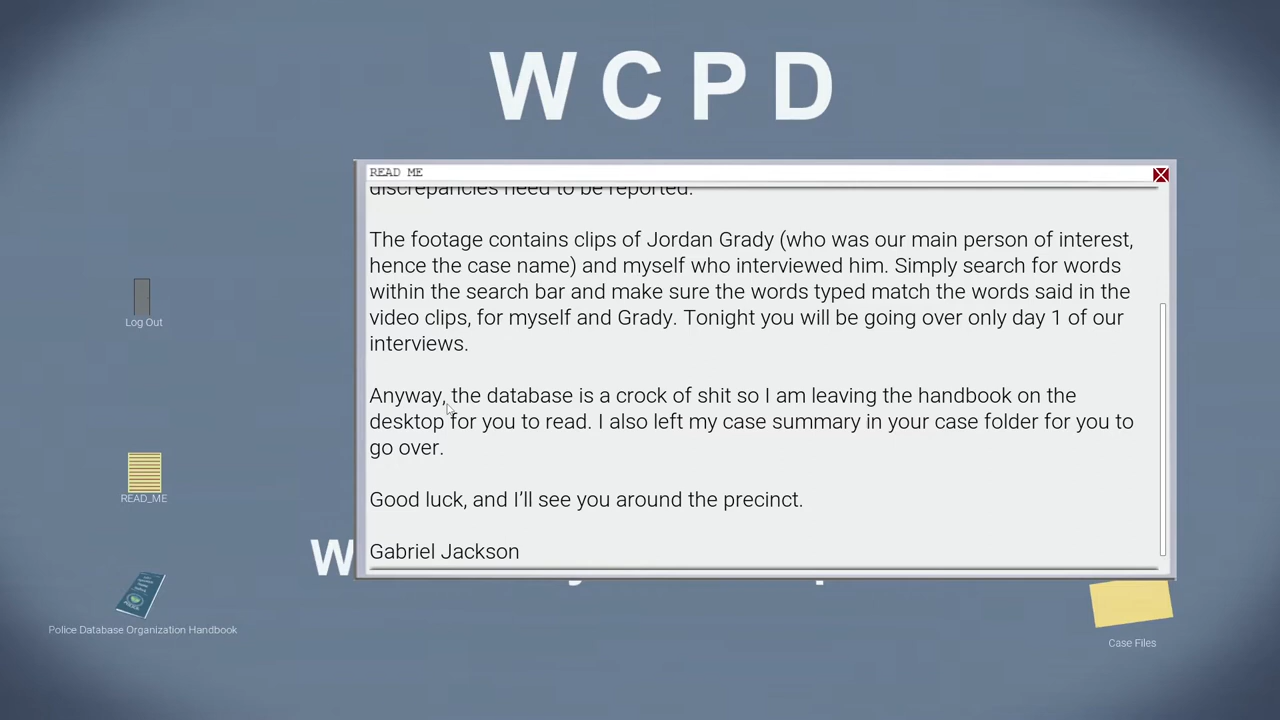 WCPD
READ ME
discrepancies need to be reported.
The footage contains clips of Jordan Grady (who was our main person of interest,
hence the case name) and myself who interviewed him. Simply search for words
within the search bar and make sure the words typed match the words said in the
video clips, for myself and Grady. Tonight you will be going over only day 1 of our
interviews.
Anyway, the database is a crock of shit so I am leaving the handbook on the
desktop for you to read. I also left my case summary in your case folder for you to
go over.
Good luck, and I’ll see you around the precinct.
Gabriel Jackson
Log Out
READ_ME
Police Database Organization Handbook
Case Files